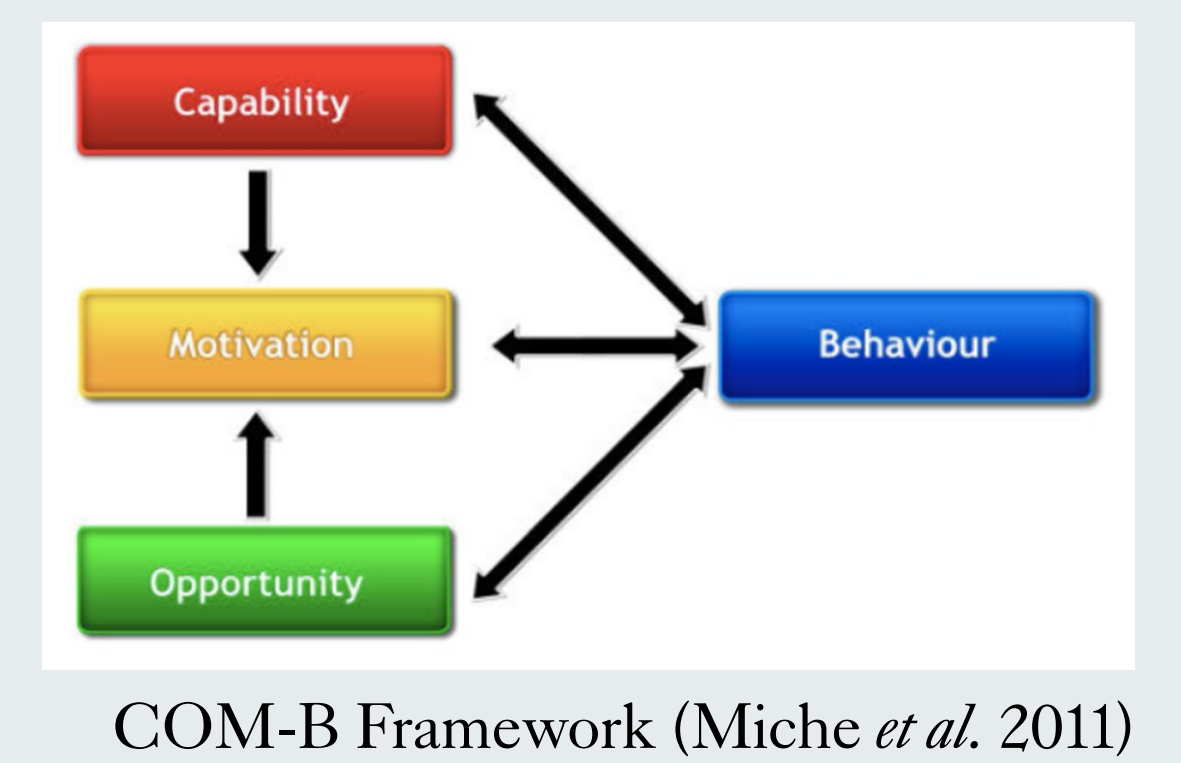 Capability
Motivation
Behaviour
Opportunity
COM-B Framework (Miche et al. 2011)